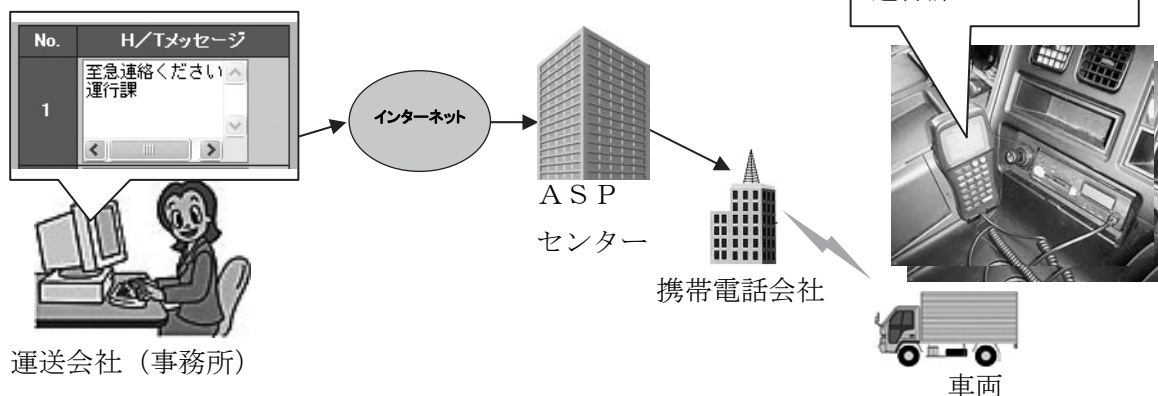 No.
H/Tメッセージ
1
至急連絡ください
運行課
インターネット
ASP
センター
携帯電話会社
運送会社（事務所）
車両